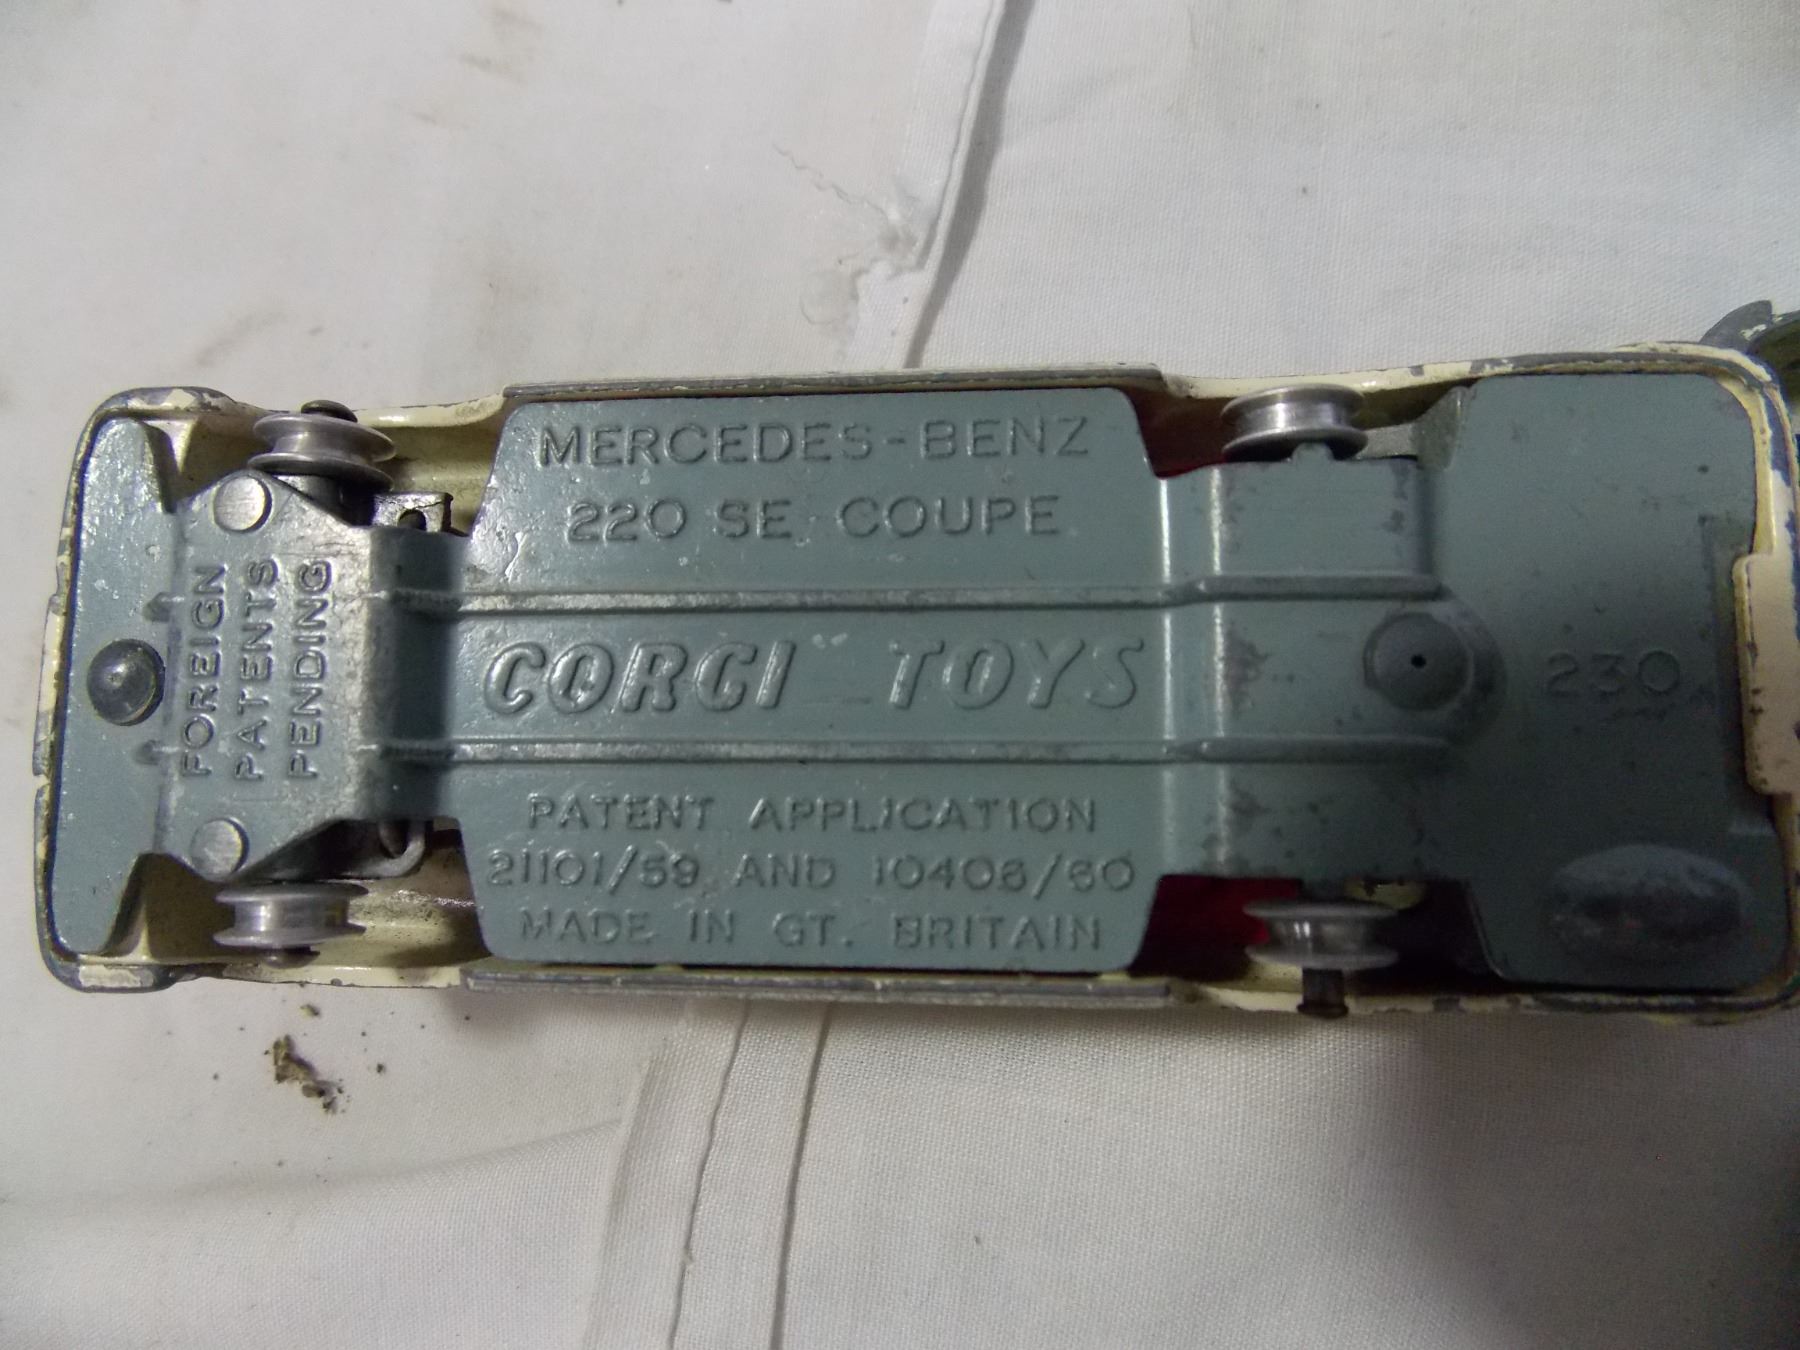 MERCEDES-BENZ
220 SE COUPE
FOREIGN
PATENTS
PENDING
CORGI TOYS
230
PATENT APPLICATION
21101/59 AND 10406/60
MADE IN GT. BRITAIN